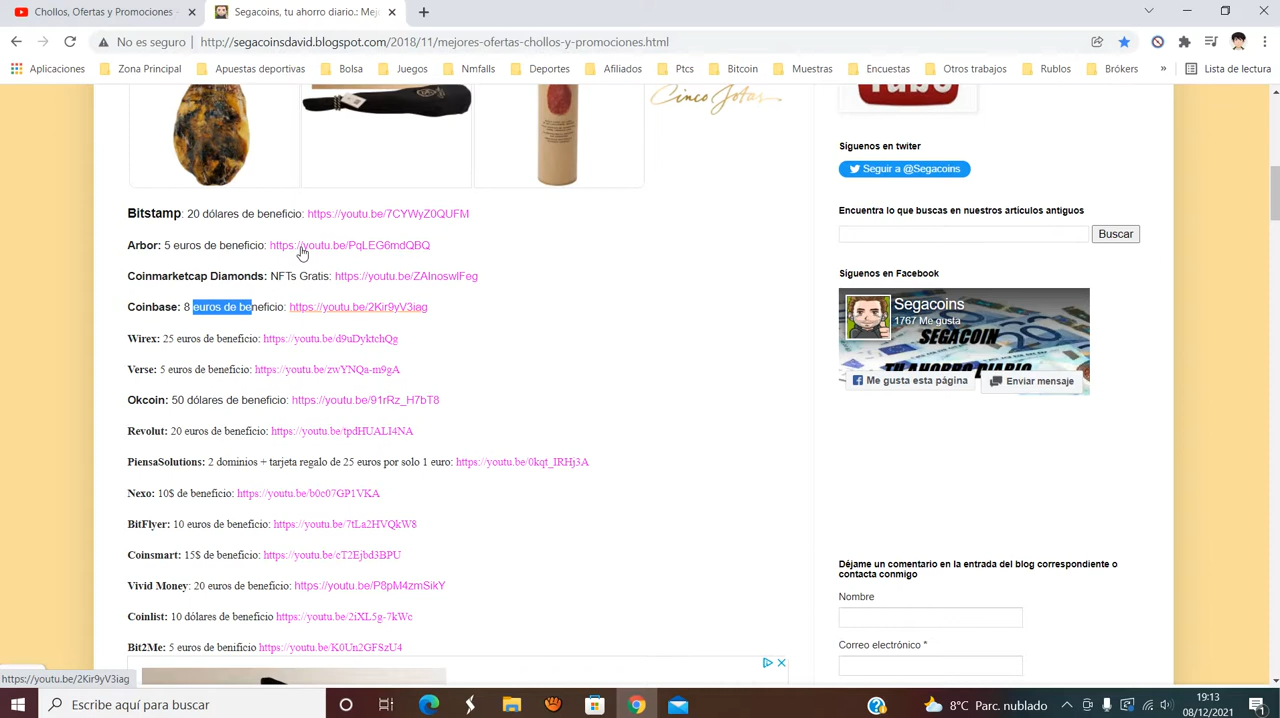 Chollos, Ofertas y Promociones -
Segacoins, tu ahorro diario.: Mej
No es seguro | http://segacoinsdavid.blogspot.com/2018/11/mejores-ofertas-chollos-y-promociones.html
Aplicaciones Zona Principal Apuestas deportivas Bolsa Juegos Nmfalls Deportes Afiliados Ptcs Bitcoin Muestras Encuestas Otros trabajos Rublos Brókers » Lista de lectura
Cinco Jotas
Tube
Bitstamp: 20 dólares de beneficio: https://youtu.be/7CYWyZ0QUFM
Arbor: 5 euros de beneficio: https://youtu.be/PqLEG6mdQBQ
Coinmarketcap Diamonds: NFTs Gratis: https://youtu.be/ZAInoswIFeg
Coinbase: 8 euros de beneficio: https://youtu.be/2Kir9yV3iag
Wirex: 25 euros de beneficio: https://youtu.be/d9uDyktchQg
Verse: 5 euros de beneficio: https://youtu.be/zwYNQa-m9gA
Okcoin: 50 dólares de beneficio: https://youtu.be/91rRz_H7bT8
Revolut: 20 euros de beneficio: https://youtu.be/tpdHUALI4NA
PiensaSolutions: 2 dominios + tarjeta regalo de 25 euros por solo 1 euro: https://youtu.be/0kqt_IRHj3A
Nexo: 10$ de beneficio: https://youtu.be/b0c07GP1VKA
BitFlyer: 10 euros de beneficio: https://youtu.be/7tLa2HVQkW8
Coinsmart: 15$ de beneficio: https://youtu.be/cT2Ejbd3BPU
Vivid Money: 20 euros de beneficio: https://youtu.be/P8pM4zmSikY
Coinlist: 10 dólares de beneficio https://youtu.be/2iXL5g-7kWc
Bit2Me: 5 euros de benificio https://youtu.be/K0Un2GFSzU4
Síguenos en twiter
Seguir a @Segacoins
Encuentra lo que buscas en nuestros artículos antiguos
Buscar
Síguenos en Facebook
Segacoins
1767 Me gusta
SEGACOIN
TU AHORRO DIARIO
Me gusta esta página
Enviar mensaje
Déjame un comentario en la entrada del blog correspondiente o
contacta conmigo
Nombre
Correo electrónico *
https://youtu.be/2Kir9yV3iag
Escribe aquí para buscar
8°C Parc. nublado
19:13
08/12/2021
1